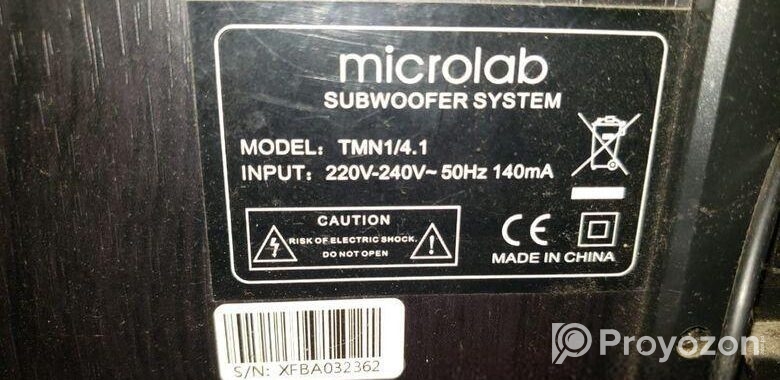 microlab
SUBWOOFER SYSTEM
MODEL: TMN1/4.1
INPUT: 220V-240V~ 50Hz 140mA
CAUTION
RISK OF ELECTRIC SHOCK.
DO NOT OPEN
CE
MADE IN CHINA
S/N: XFBA032362
Proyozon